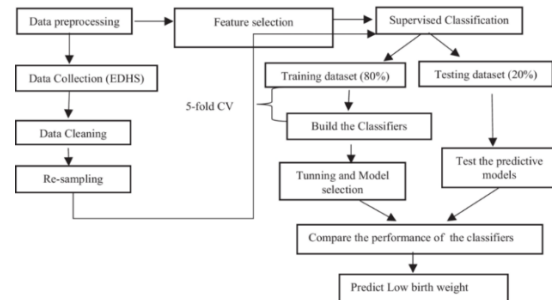 Data preprocessing
Feature selection
Supervised Classification
Data Collection (EDHS)
Training dataset (80%)
Testing dataset (20%)
5-fold CV
Data Cleaning
Build the Classifiers
Re-sampling
Tunning and Model
selection
Test the predictive
models
Compare the performance of the classifiers
Predict Low birth weight